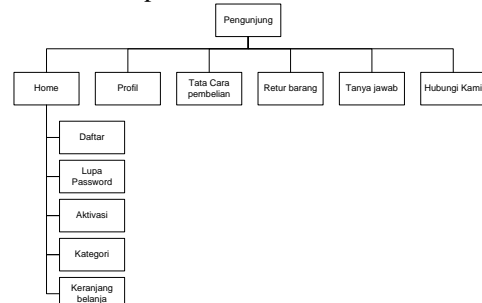 Pengunjung
Home
Profil
Tata Cara
pembelian
Retur barang
Tanya jawab
Hubungi Kami
Daftar
Lupa
Password
Aktivasi
Kategori
Keranjang
belanja